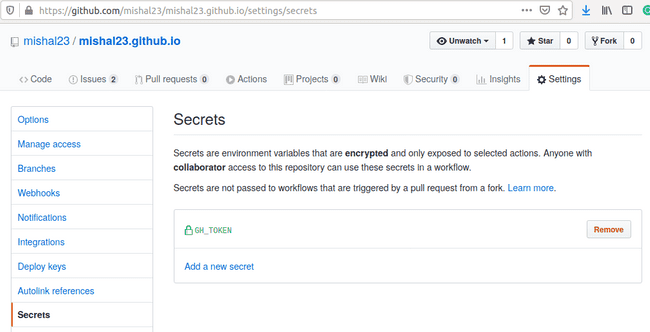 https://github.com/mishal23/mishal23.github.io/settings/secrets
mishal23 / mishal23.github.io
Unwatch 1 Star 0 Fork 0
Code Issues 2 Pull requests 0 Actions Projects 0 Wiki Security 0 Insights Settings
Options
Manage access
Branches
Webhooks
Notifications
Integrations
Deploy keys
Autolink references
Secrets
Secrets
Secrets are environment variables that are encrypted and only exposed to selected actions. Anyone with
collaborator access to this repository can use these secrets in a workflow.
Secrets are not passed to workflows that are triggered by a pull request from a fork. Learn more.
GH_TOKEN Remove
Add a new secret